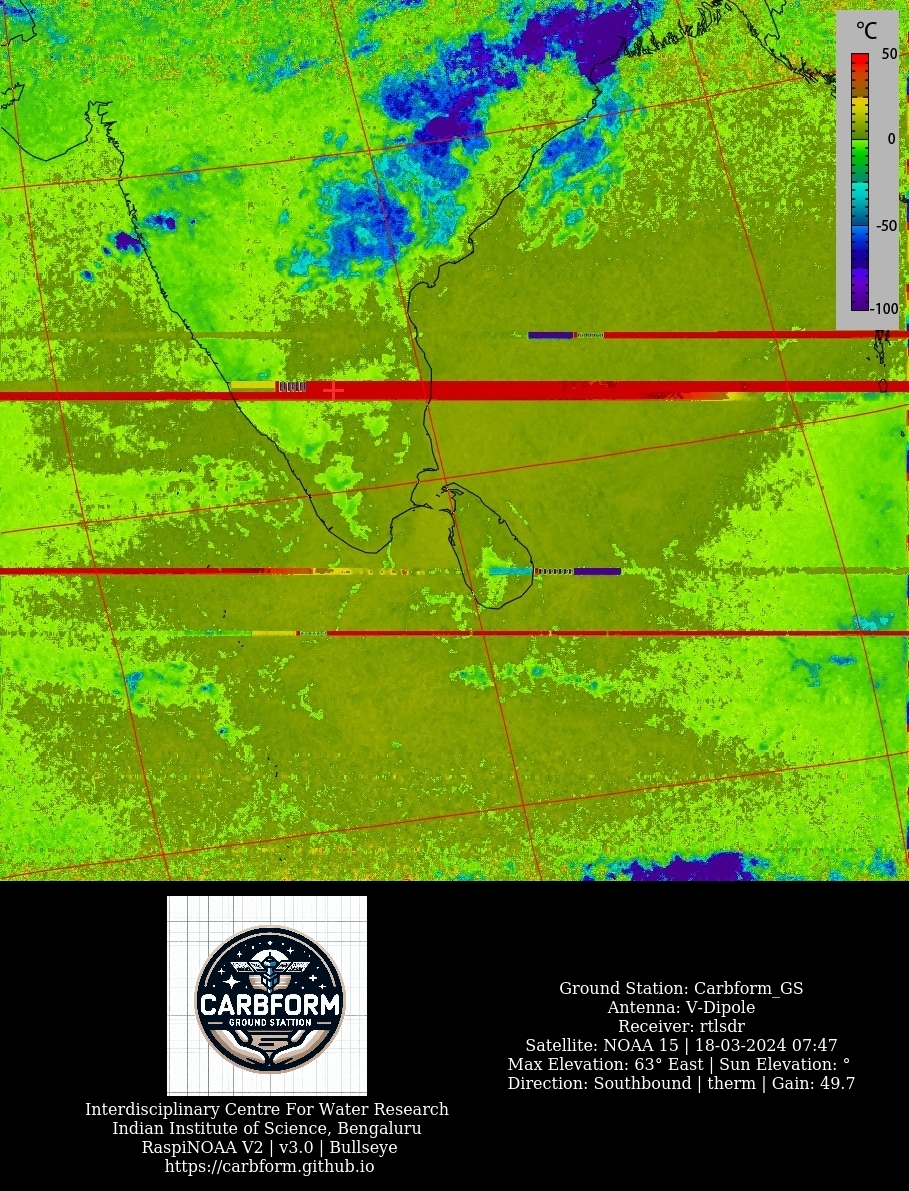 °C
50
0
-50
-100
CARBFORM
GROUND STATTION
Ground Station: Carbform_GS
Antenna: V-Dipole
Receiver: rtlsdr
Satellite: NOAA 15 | 18-03-2024 07:47
Max Elevation: 63° East | Sun Elevation: °
Direction: Southbound | therm | Gain: 49.7
Interdisciplinary Centre For Water Research
Indian Institute of Science, Bengaluru
RaspiNOAA V2 | v3.0 | Bullseye
https://carbform.github.io